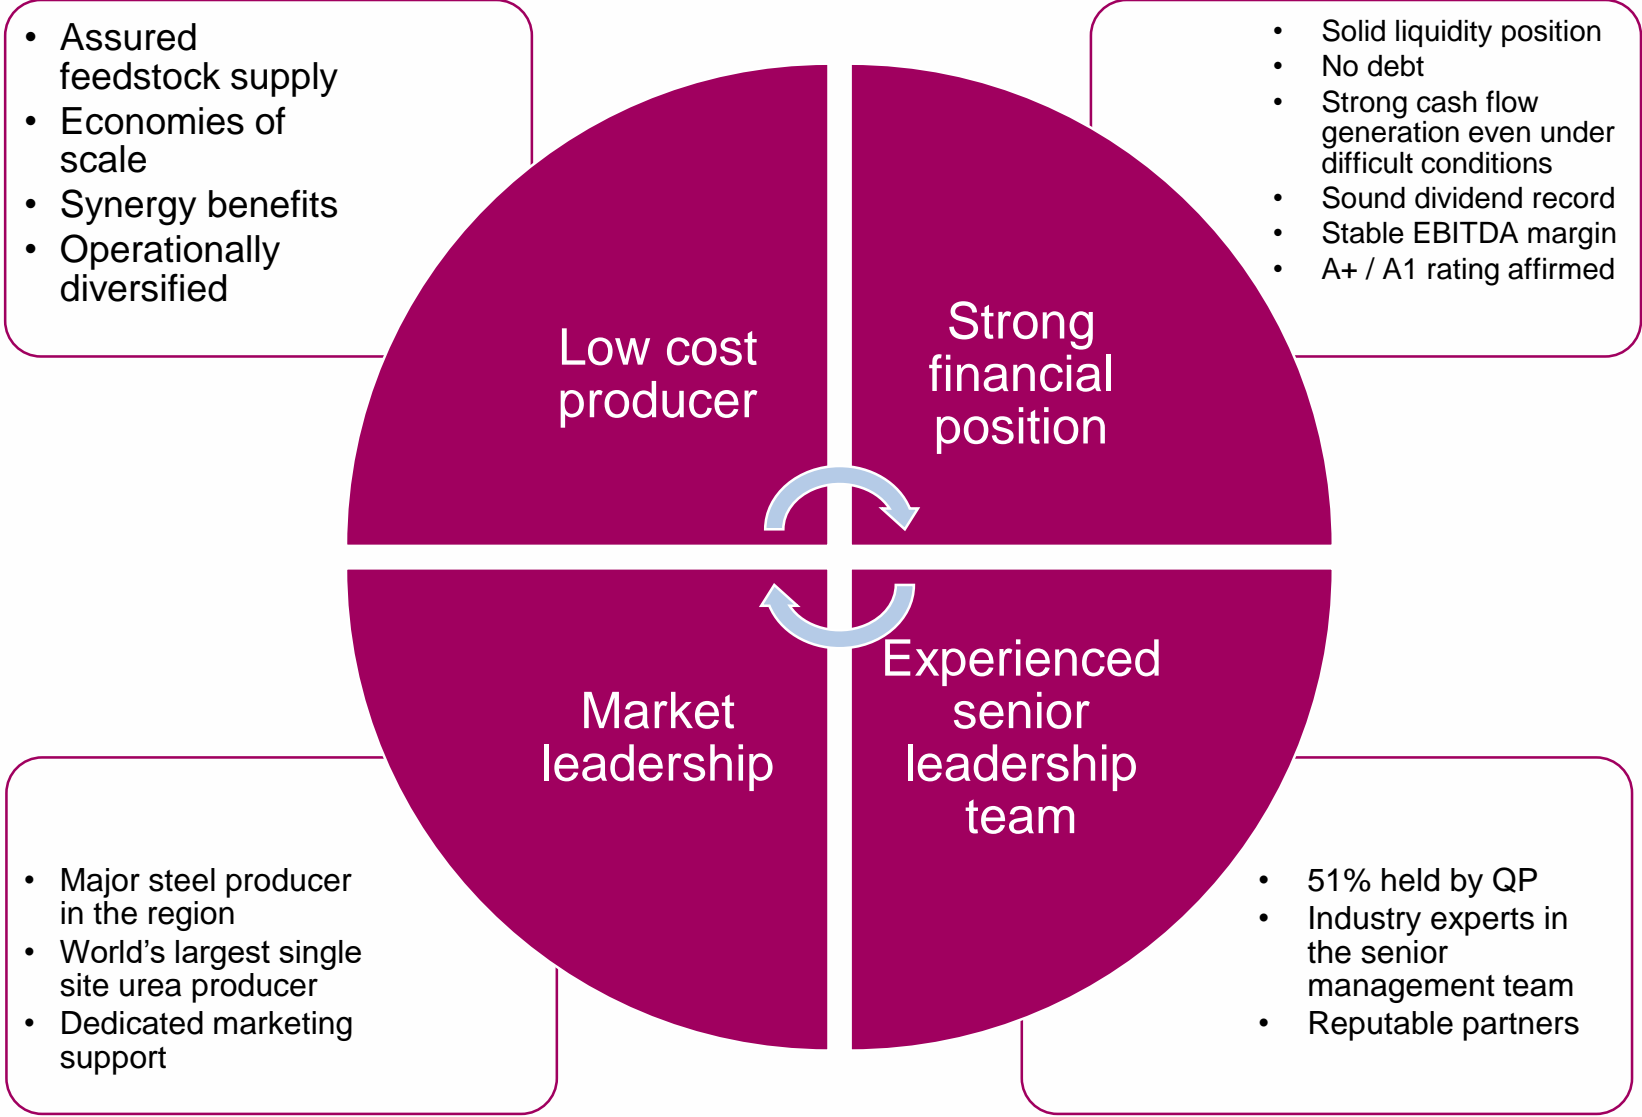 • Assured
feedstock supply
• Economies of
scale
• Synergy benefits
• Operationally
diversified
• Solid liquidity position
• No debt
• Strong cash flow
generation even under
difficult conditions
• Sound dividend record
• Stable EBITDA margin
• A+ / A1 rating affirmed
Low cost
producer
Strong
financial
position
Market
leadership
Experienced
senior
leadership
team
• Major steel producer
in the region
• World’s largest single
site urea producer
• Dedicated marketing
support
• 51% held by QP
• Industry experts in
the senior
management team
• Reputable partners